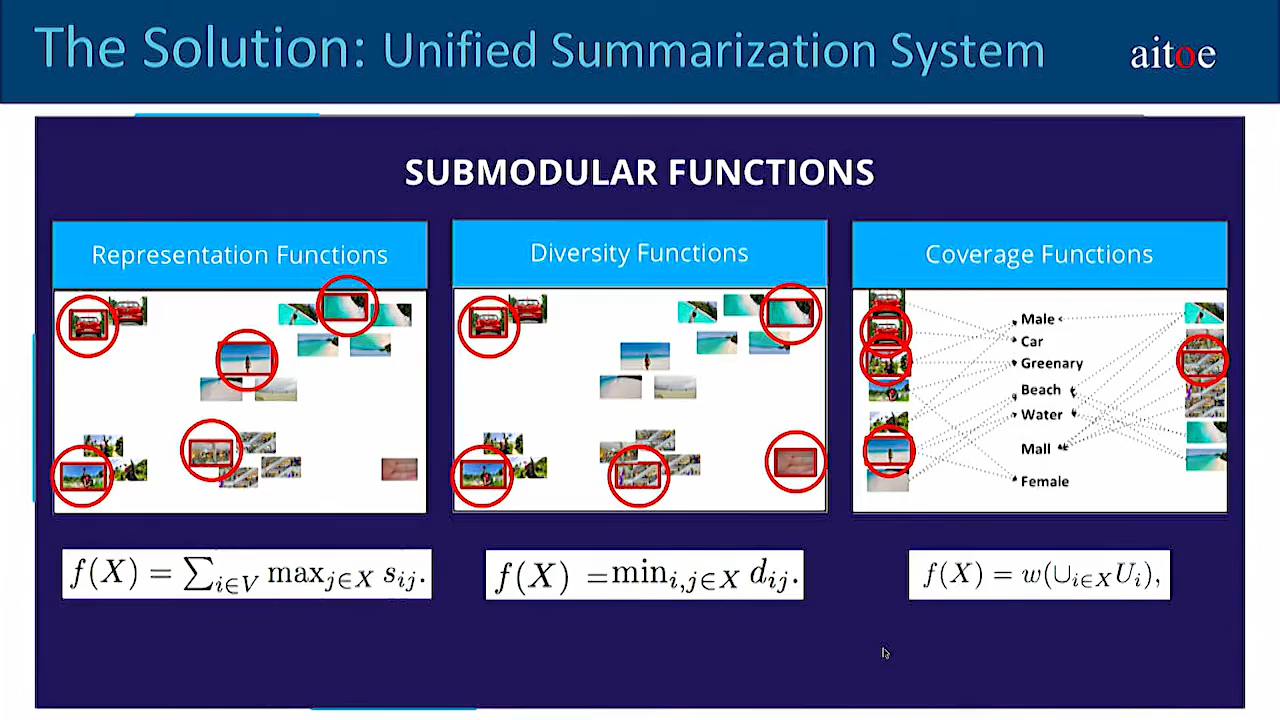 The Solution: Unified Summarization System
aitoe
SUBMODULAR FUNCTIONS
Representation Functions
Diversity Functions
Coverage Functions
Male
Car
Greenary
Beach
Water
Mall
Female
f(X) = ∑_{i∈V} max_{j∈X} s_{ij}.
f(X) = min_{i,j∈X} d_{ij}.
f(X) = w(∪_{i∈X} U_i),